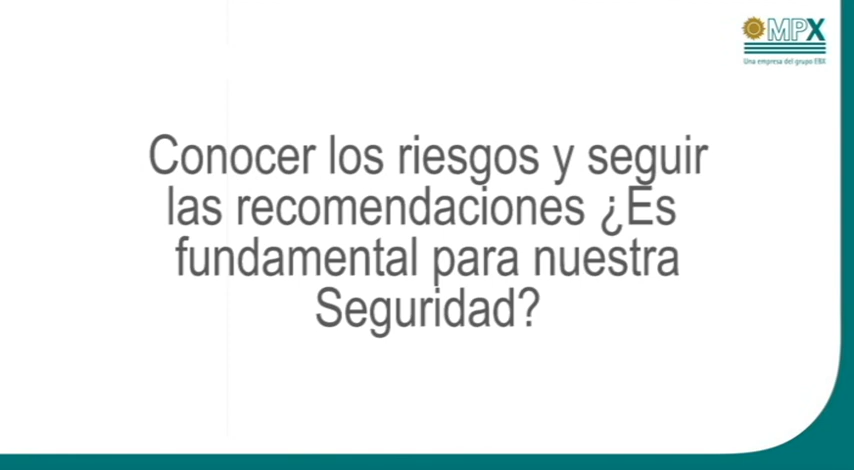 MPX
Una empresa del grupo EBX
Conocer los riesgos y seguir
las recomendaciones ¿Es
fundamental para nuestra
Seguridad?